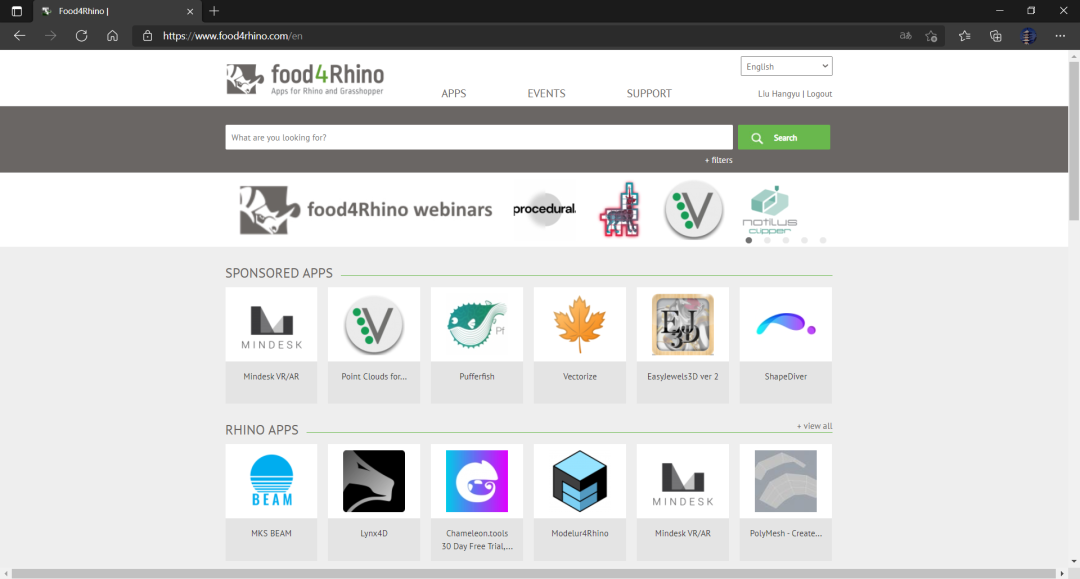 Food4Rhino |
https://www.food4rhino.com/en
food4Rhino
Apps for Rhino and Grasshopper
English
APPS
EVENTS
SUPPORT
Liu Hangyu | Logout
What are you looking for?
Search
+ filters
food4Rhino webinars
procedural.
V
notilus
clipper
SPONSORED APPS
MINDESK
V
Pf
EJ
3D
Mindesk VR/AR
Point Clouds for...
Pufferfish
Vectorize
EasyJewels3D ver 2
ShapeDiver
RHINO APPS
+ view all
BEAM
MINDESK
MKS BEAM
Lynx4D
Chameleon.tools
30 Day Free Trial,...
Modelur4Rhino
Mindesk VR/AR
PolyMesh - Create...